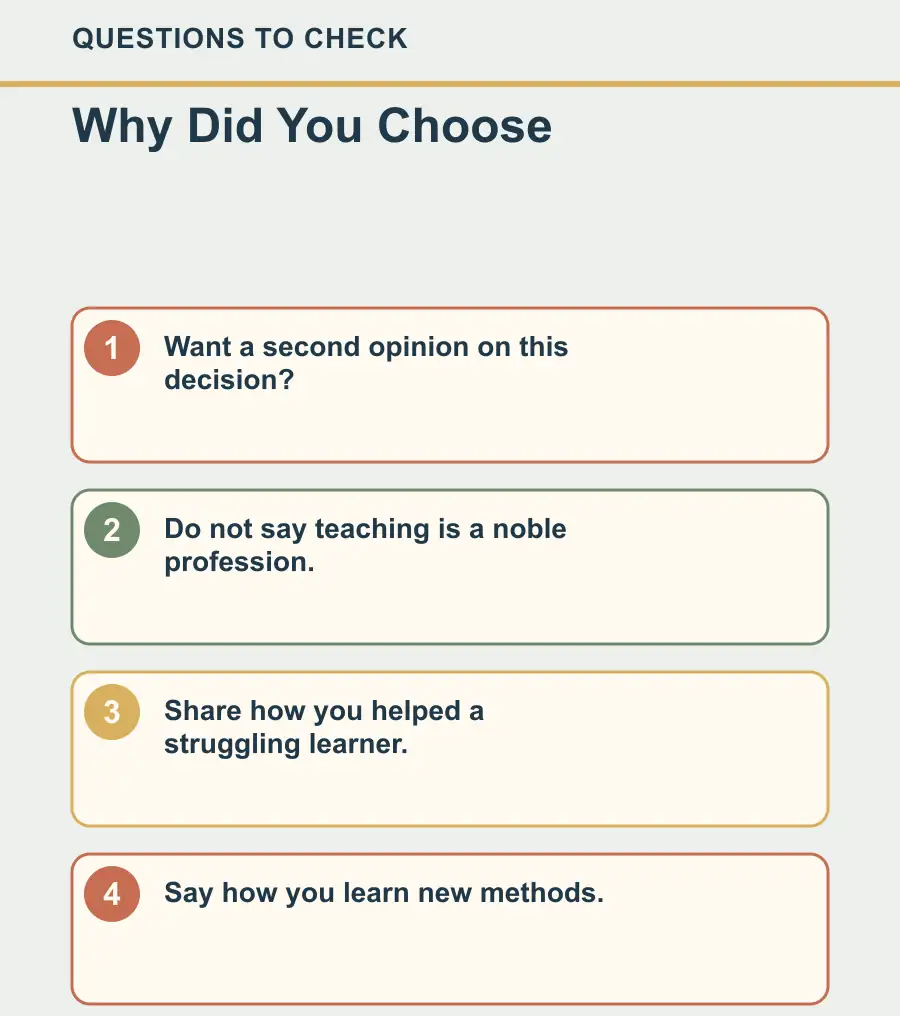 QUESTIONS TO CHECK
Why Did You Choose
1
Want a second opinion on this
decision?
2
Do not say teaching is a noble
profession.
3
Share how you helped a
struggling learner.
4
Say how you learn new methods.